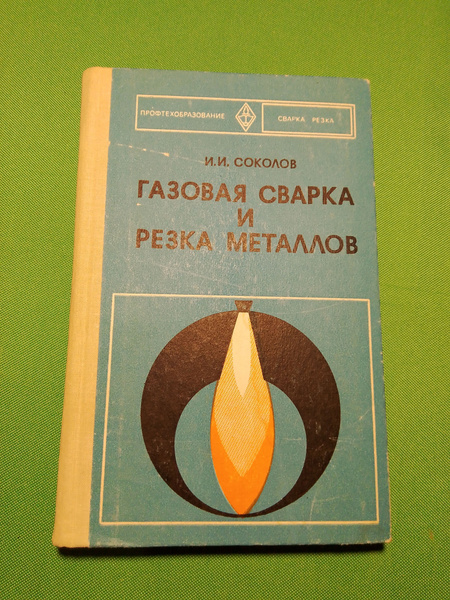 ПРОФТЕХОБРАЗОВАНИЕ СВАРКА РЕЗКА
И.И. СОКОЛОВ
ГАЗОВАЯ СВАРКА
И
РЕЗКА МЕТАЛЛОВ